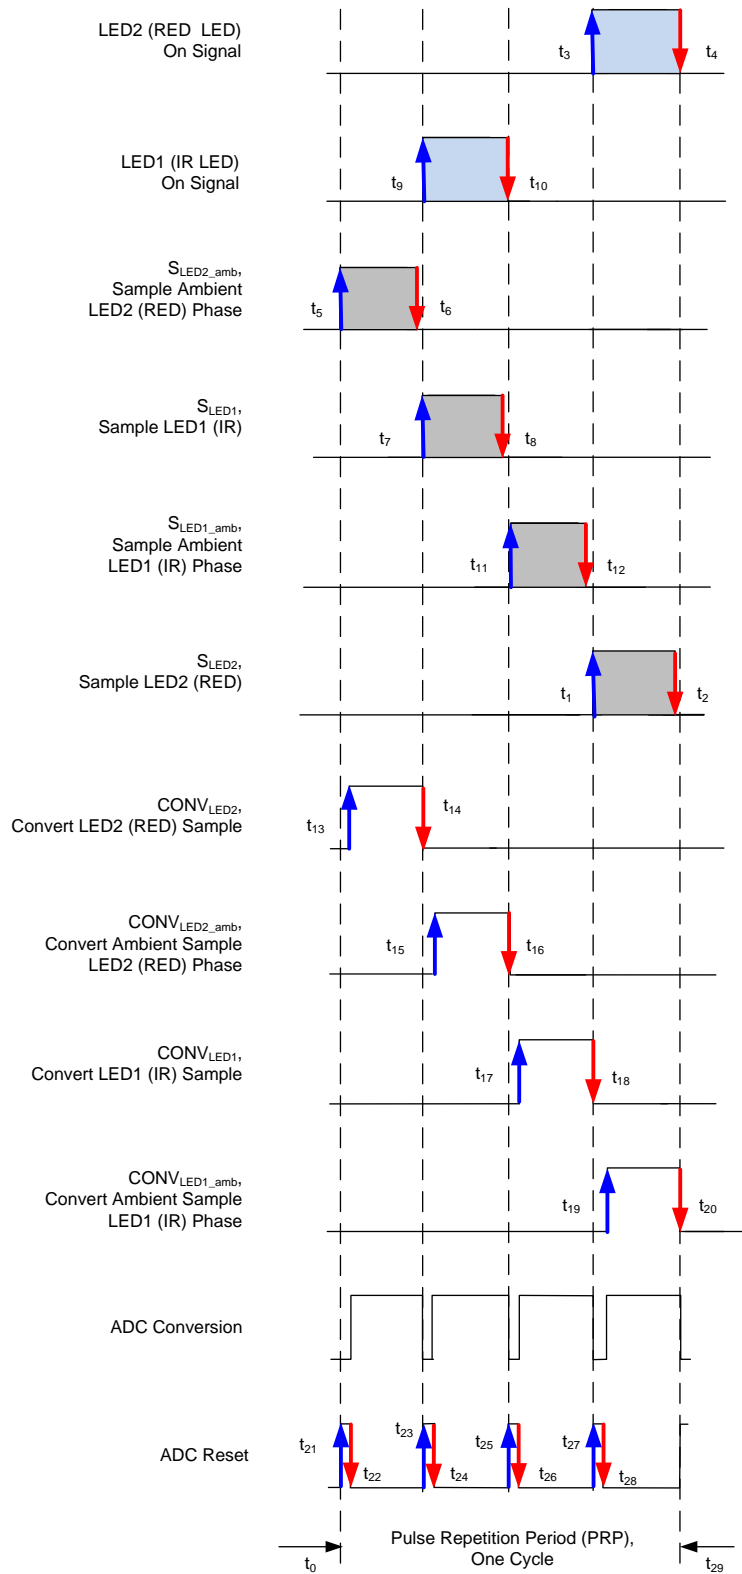 LED2 (RED LED)
On Signal
t3
t4
LED1 (IR LED)
On Signal
t9
t10
SLED2_amb,
Sample Ambient
LED2 (RED) Phase
t5
t6
SLED1,
Sample LED1 (IR)
t7
t8
SLED1_amb,
Sample Ambient
LED1 (IR) Phase
t11
t12
SLED2,
Sample LED2 (RED)
t1
t2
CONVLED2,
Convert LED2 (RED) Sample
t13
t14
CONVLED2_amb,
Convert Ambient Sample
LED2 (RED) Phase
t15
t16
CONVLED1,
Convert LED1 (IR) Sample
t17
t18
CONVLED1_amb,
Convert Ambient Sample
LED1 (IR) Phase
t19
t20
ADC Conversion
ADC Reset
t21
t22
t23
t24
t25
t26
t27
t28
Pulse Repetition Period (PRP),
One Cycle
t0
t29